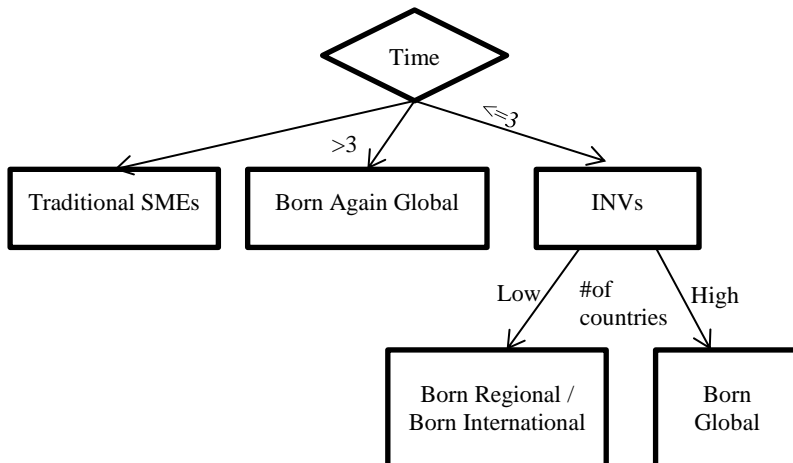 Time
>3
<=3
Traditional SMEs
Born Again Global
INVs
Low
#of
countries
High
Born Regional /
Born International
Born
Global